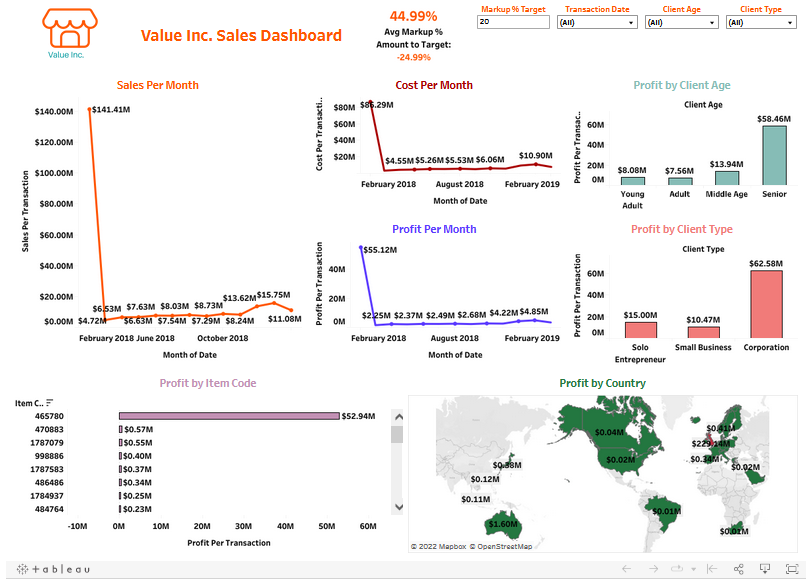 Value Inc.
Value Inc. Sales Dashboard
44.99%
Avg Markup %
Amount to Target:
-24.99%
Markup % Target
20
Transaction Date
(All)
Client Age
(All)
Client Type
(All)
Sales Per Month
Sales Per Transaction
$140.00M
$120.00M
$100.00M
$80.00M
$60.00M
$40.00M
$20.00M
$0.00M
$141.41M
$4.72M
$6.53M
$6.63M
$7.63M
$7.54M
$8.03M
$7.29M
$8.73M
$8.24M
$13.62M
$15.75M
$11.08M
February 2018 June 2018 October 2018
Month of Date
Cost Per Month
Cost Per Transacti..
$80M
$60M
$40M
$20M
$86.29M
$4.55M $5.26M $5.53M $6.06M
$10.90M
February 2018 August 2018 February 2019
Month of Date
Profit Per Month
Profit Per Transaction
40M
20M
0M
$55.12M
$2.25M $2.37M $2.49M $2.68M $4.22M $4.85M
February 2018 August 2018 February 2019
Month of Date
Profit by Client Age
Client Age
Profit Per Transac..
60M
40M
20M
0M
$8.08M
$7.56M
$13.94M
$58.46M
Young
Adult
Adult
Middle Age
Senior
Profit by Client Type
Client Type
Profit Per Transaction
60M
40M
20M
0M
$15.00M
$10.47M
$62.58M
Solo
Entrepreneur
Small Business
Corporation
Profit by Item Code
Item C..
465780 $52.94M
470883 $0.57M
1787079 $0.55M
998886 $0.40M
1787583 $0.37M
486486 $0.34M
1784937 $0.25M
484764 $0.23M
-10M 0M 10M 20M 30M 40M 50M 60M
Profit Per Transaction
Profit by Country
$0.04M
$0.02M
$0.41M
$0.34M
$0.02M
$0.12M
$0.11M
$1.60M
$0.01M
$0.01M
© 2022 Mapbox © OpenStreetMap
+ a b l e a u